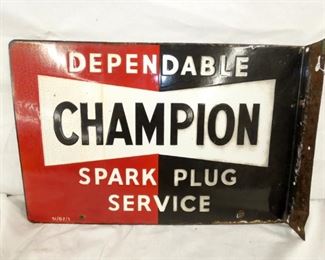 DEPENDABLE
CHAMPION
SPARK PLUG
SERVICE